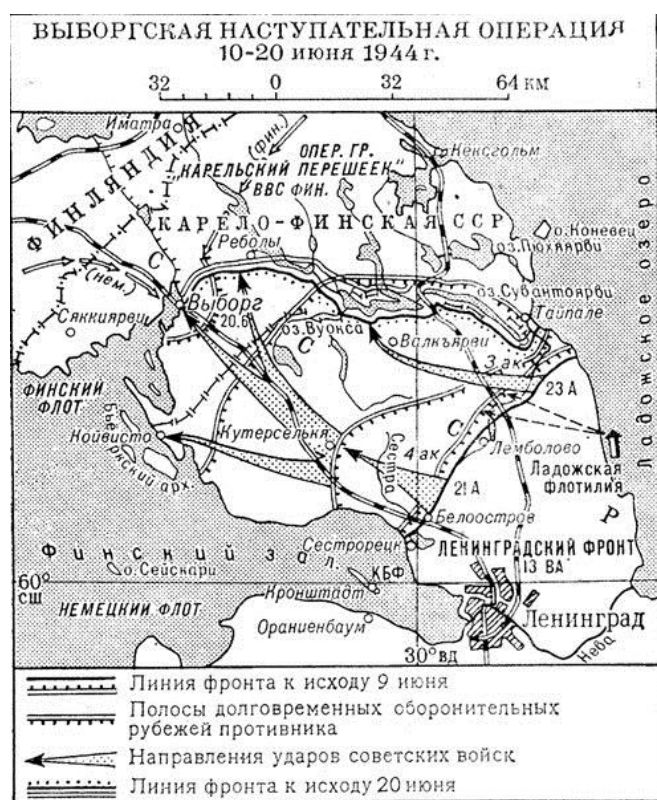 ВЫБОРГСКАЯ НАСТУПАТЕЛЬНАЯ ОПЕРАЦИЯ
10-20 июня 1944 г.
32 0 32 64 КМ
Иматра
(фин.)
ОПЕР. ГР.
„КАРЕЛЬСКИЙ ПЕРЕШЕЕК"
ВВС ФИН.
Кексгольм
ФИНЛЯНДИЯ
КАРЕЛО-ФИНСКАЯ ССР
о. Коневец
оз. Пюхяярви
Ладожское озеро
Реболы
С
(нем.)
Выборг
20.6
оз. Сувантоярви
Тайпале
Сяккиярви
оз. Вуокса
С
Валкъярви
3 ак
23 А
ФИНСКИЙ
ФЛОТ
Бьёркский арх.
Койвисто
Кутерселькя
Сестра
4 ак
С
Лемболово
Ладожская
флотилия
21 А
Белоостров
Р
Сестрорецк
ЛЕНИНГРАДСКИЙ ФРОНТ
13 ВА
Финский зал.
о. Сейскари
60°
сш
КБФ
Кронштадт
НЕМЕЦКИЙ ФЛОТ
Ораниенбаум
Ленинград
30° вд
Нева
Линия фронта к исходу 9 июня
Полосы долговременных оборонительных
рубежей противника
Направления ударов советских войск
Линия фронта к исходу 20 июня